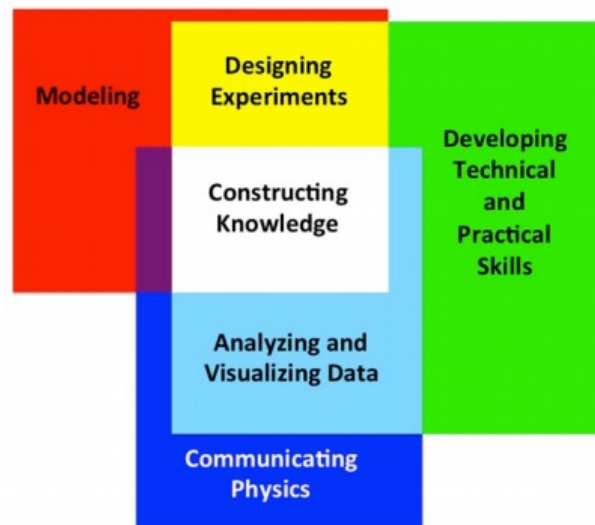 Modeling
Designing
Experiments
Developing
Technical
and
Practical
Skills
Constructing
Knowledge
Analyzing and
Visualizing Data
Communicating
Physics